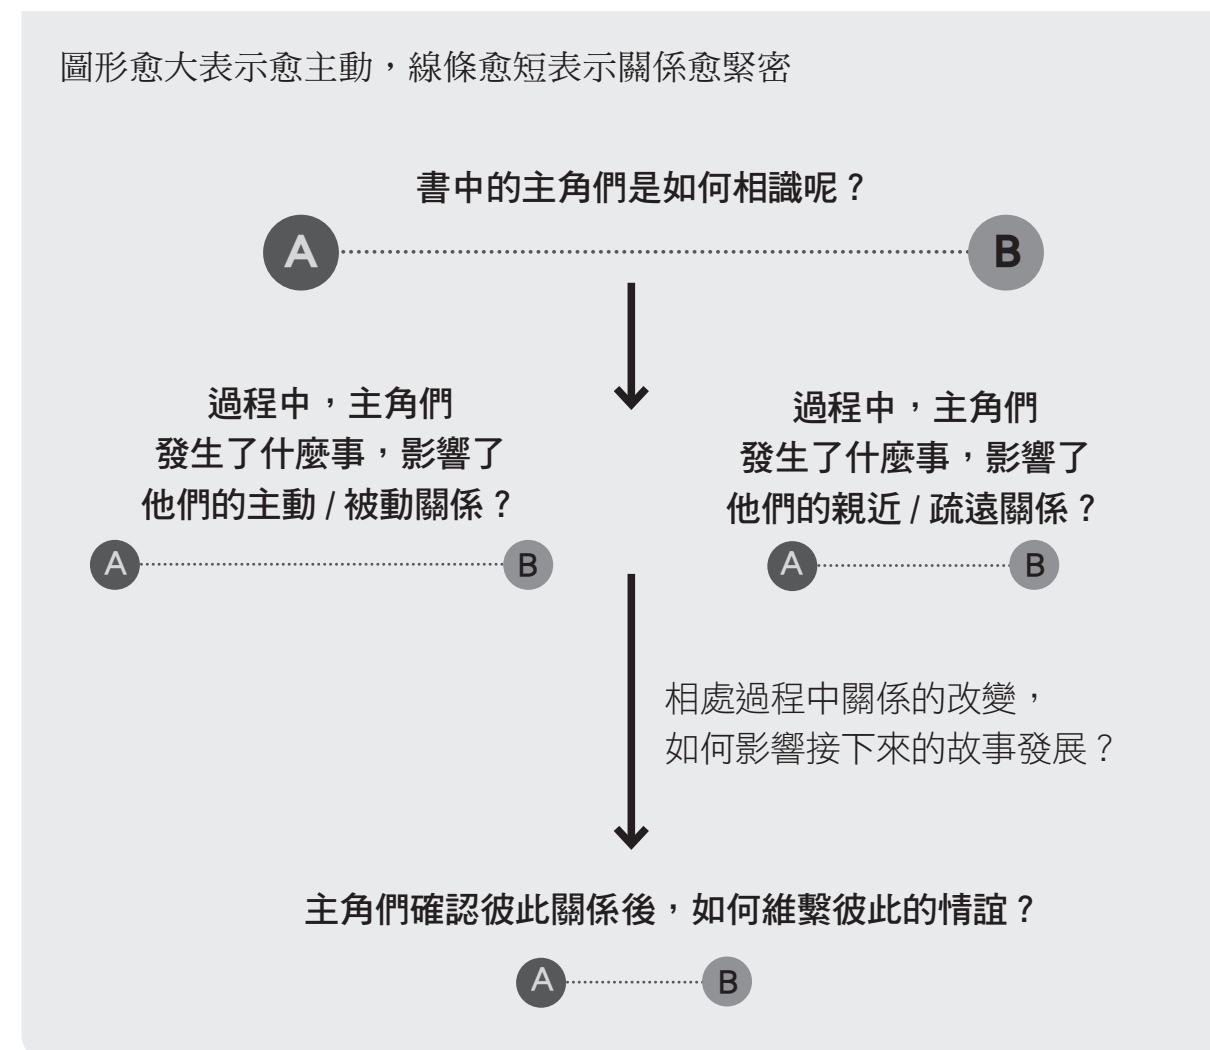 圖形愈大表示愈主動，線條愈短表示關係愈緊密
書中的主角們是如何相識呢？
A
B
過程中，主角們
發生了什麼事，影響了
他們的主動 / 被動關係？
A
B
過程中，主角們
發生了什麼事，影響了
他們的親近 / 疏遠關係？
A
B
相處過程中關係的改變，
如何影響接下來的故事發展？
主角們確認彼此關係後，如何維繫彼此的情誼？
A
B